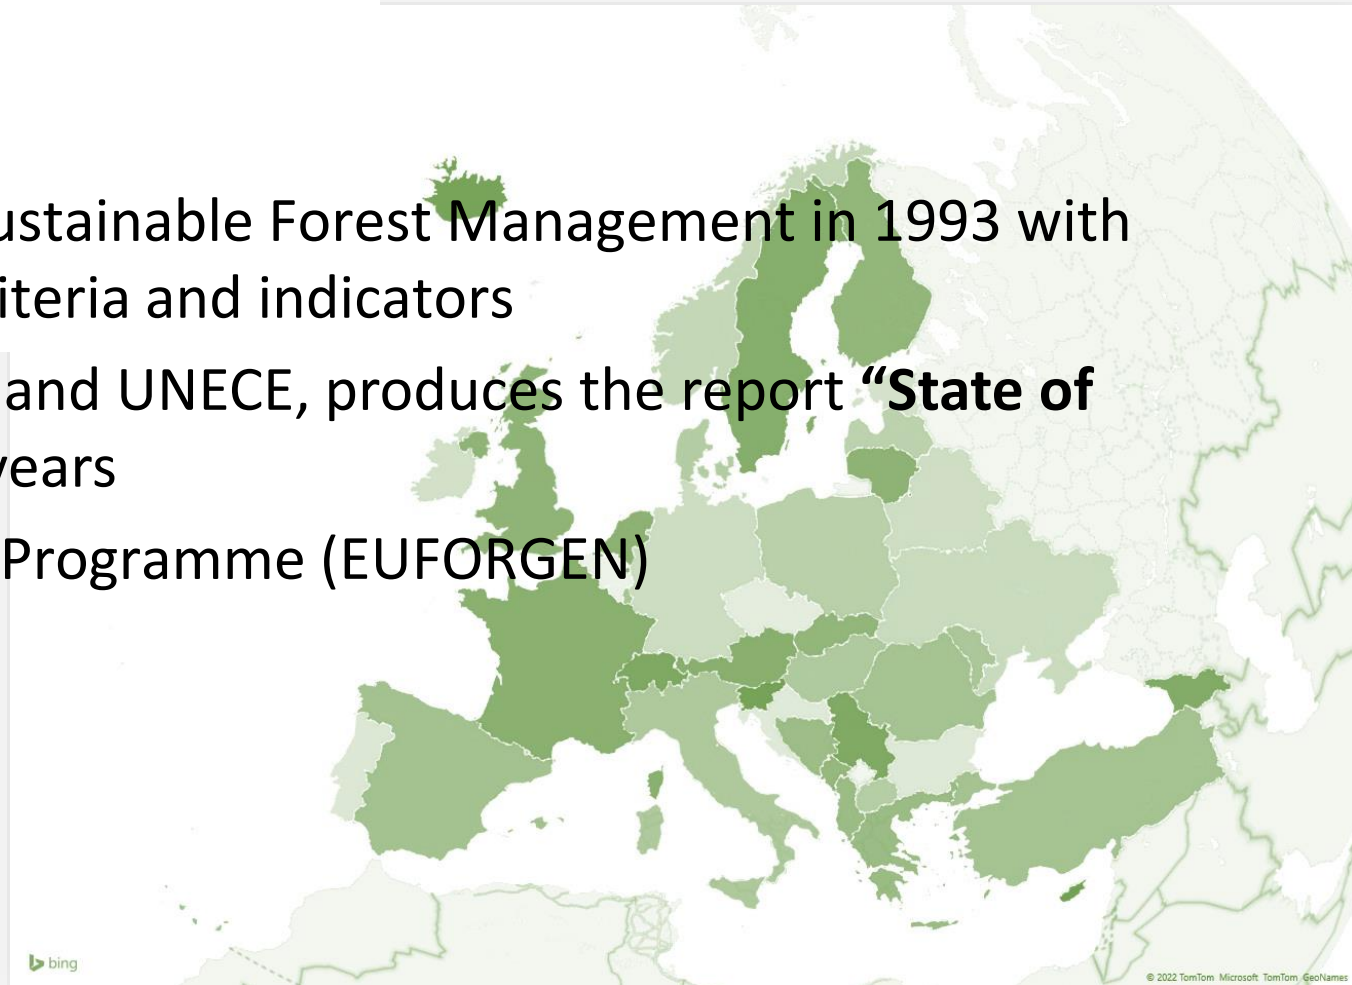 ustainable Forest Management in 1993 with
iteria and indicators
and UNECE, produces the report “State of
years
Programme (EUFORGEN)
bing
© 2022 TomTom Microsoft TomTom GeoNames